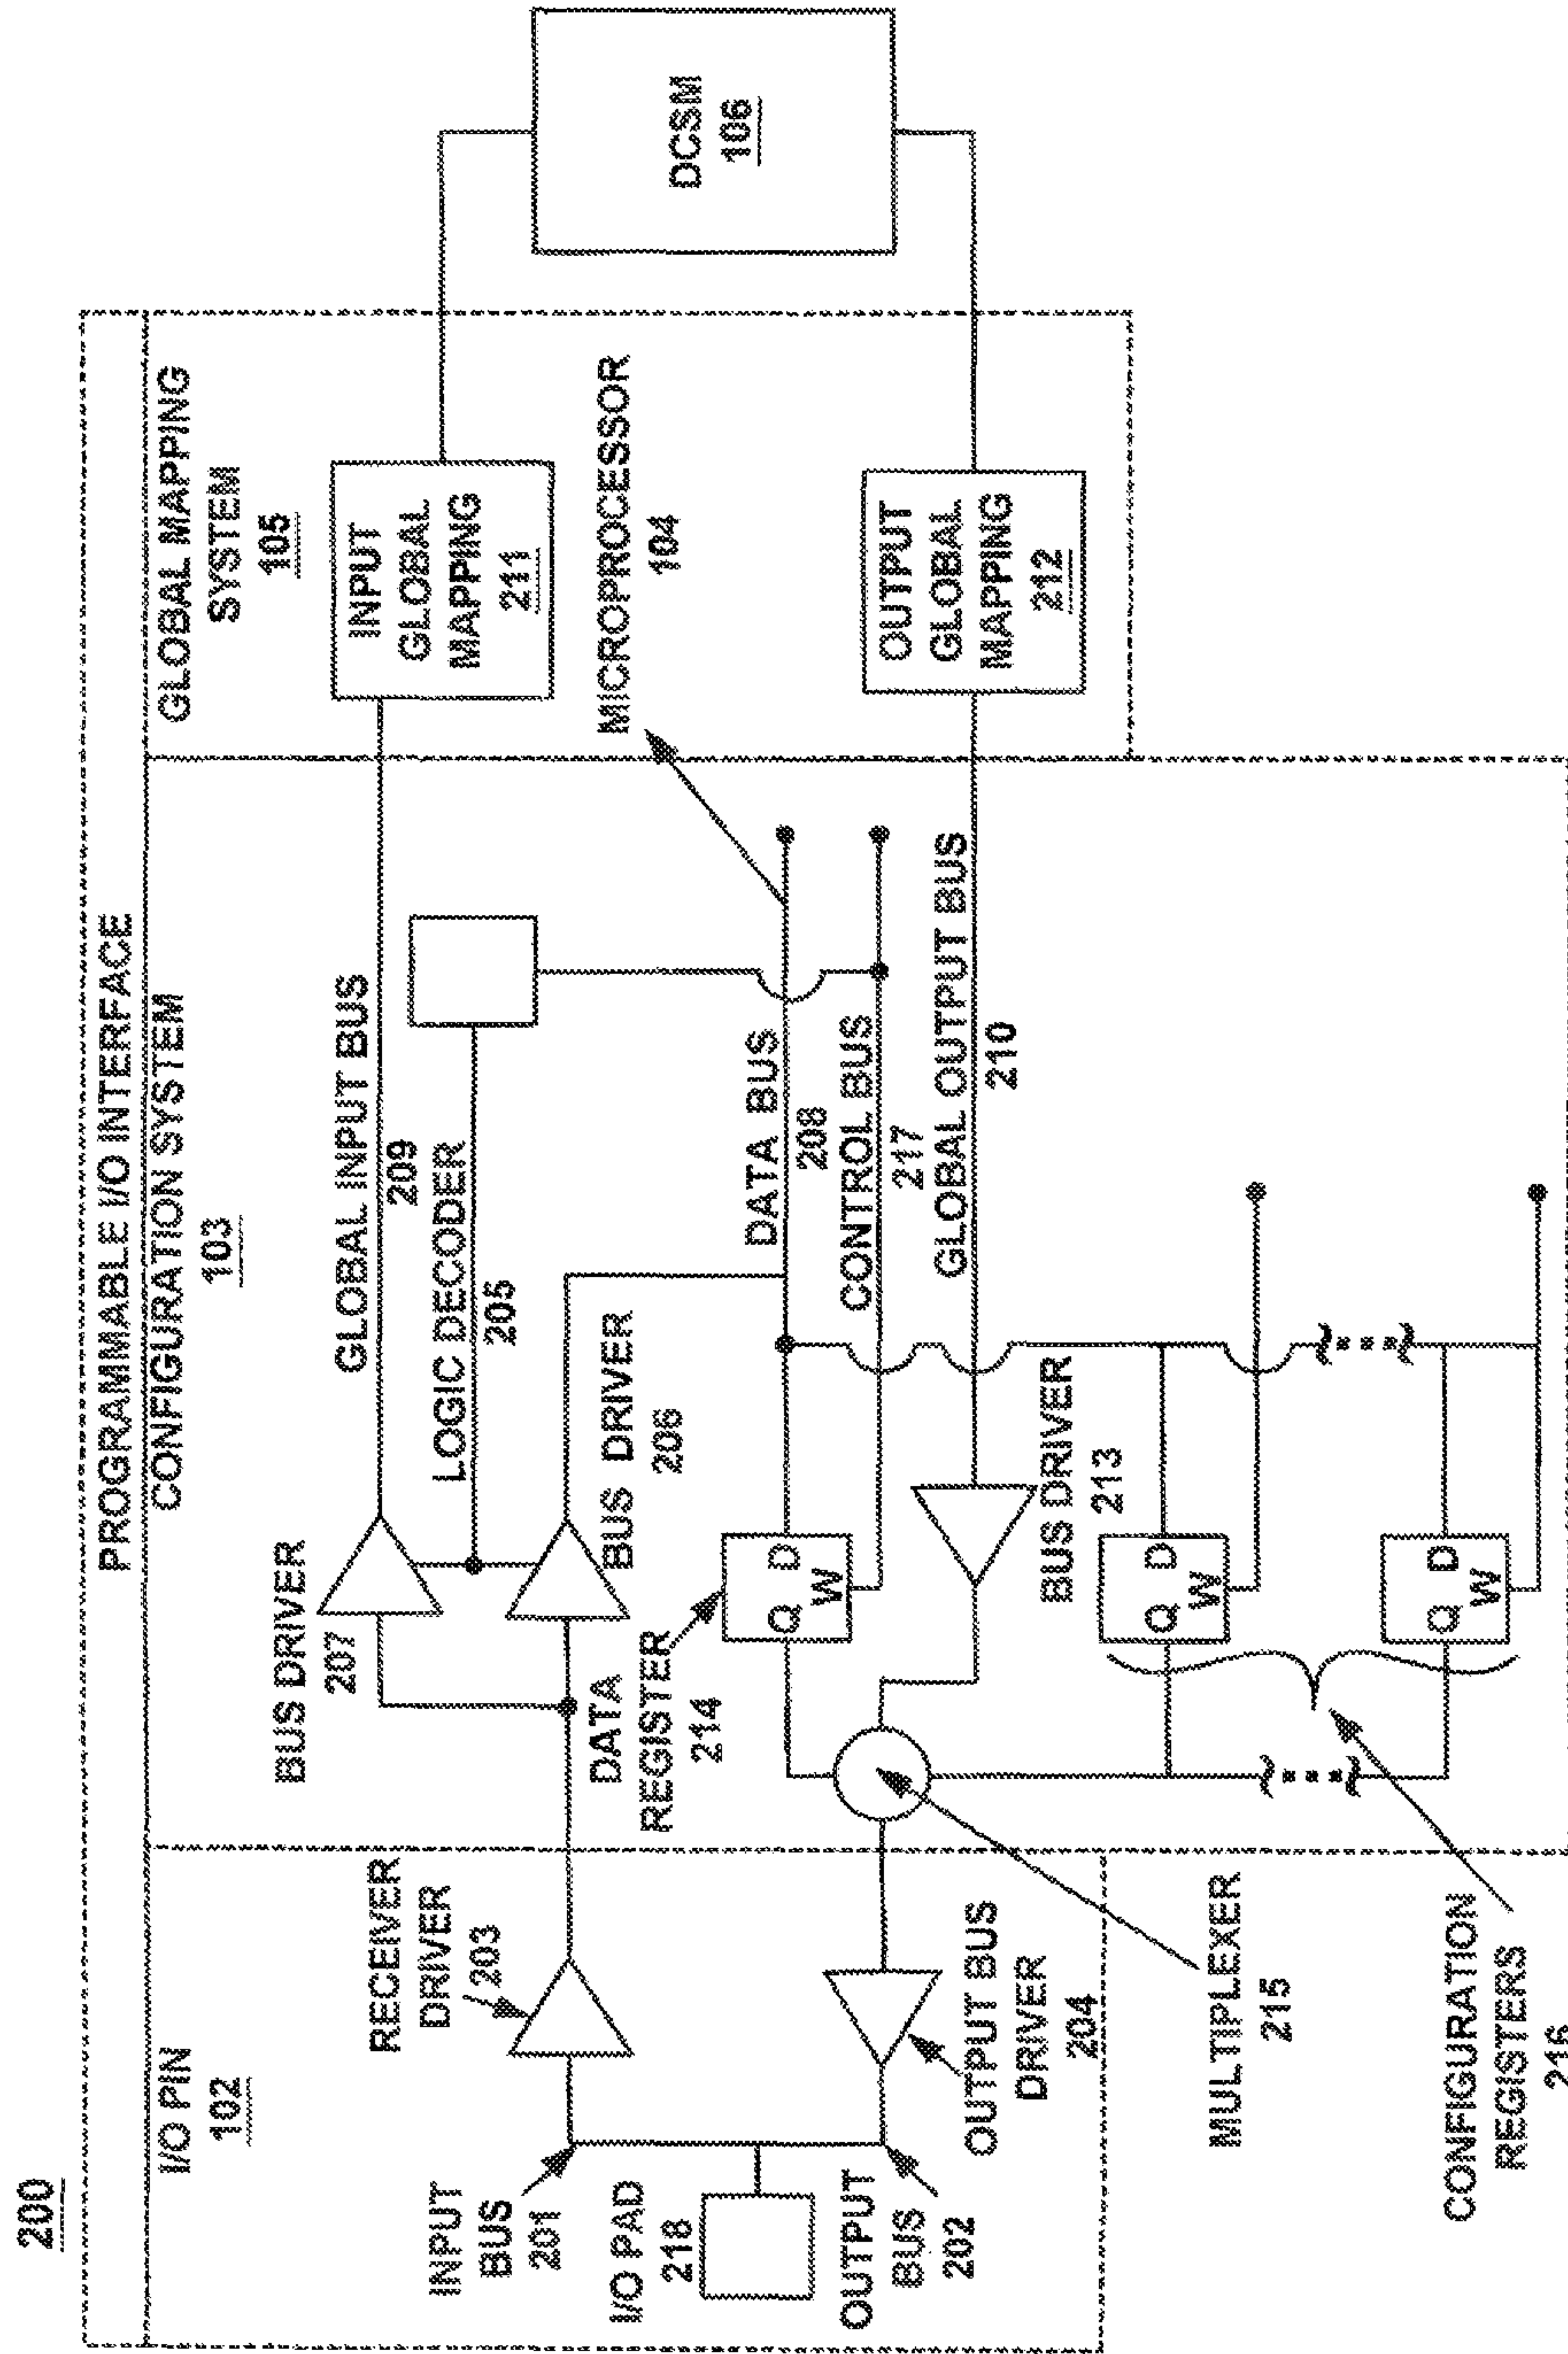 200
PROGRAMMABLE I/O INTERFACE
I/O PIN
102
CONFIGURATION SYSTEM
103
GLOBAL MAPPING
SYSTEM
105
BUS DRIVER
207
GLOBAL INPUT BUS
209
INPUT
GLOBAL
MAPPING
211
RECEIVER
DRIVER
203
LOGIC DECODER
205
INPUT
BUS
201
BUS DRIVER
206
MICROPROCESSOR
104
DCSM
106
I/O PAD
218
DATA
REGISTER
214
DATA BUS
208
Q D
W
CONTROL BUS
217
OUTPUT
BUS
202
GLOBAL OUTPUT BUS
210
OUTPUT
GLOBAL
MAPPING
212
OUTPUT BUS
DRIVER
204
BUS DRIVER
213
Q D
W
MULTIPLEXER
215
Q D
W
CONFIGURATION
REGISTERS
216